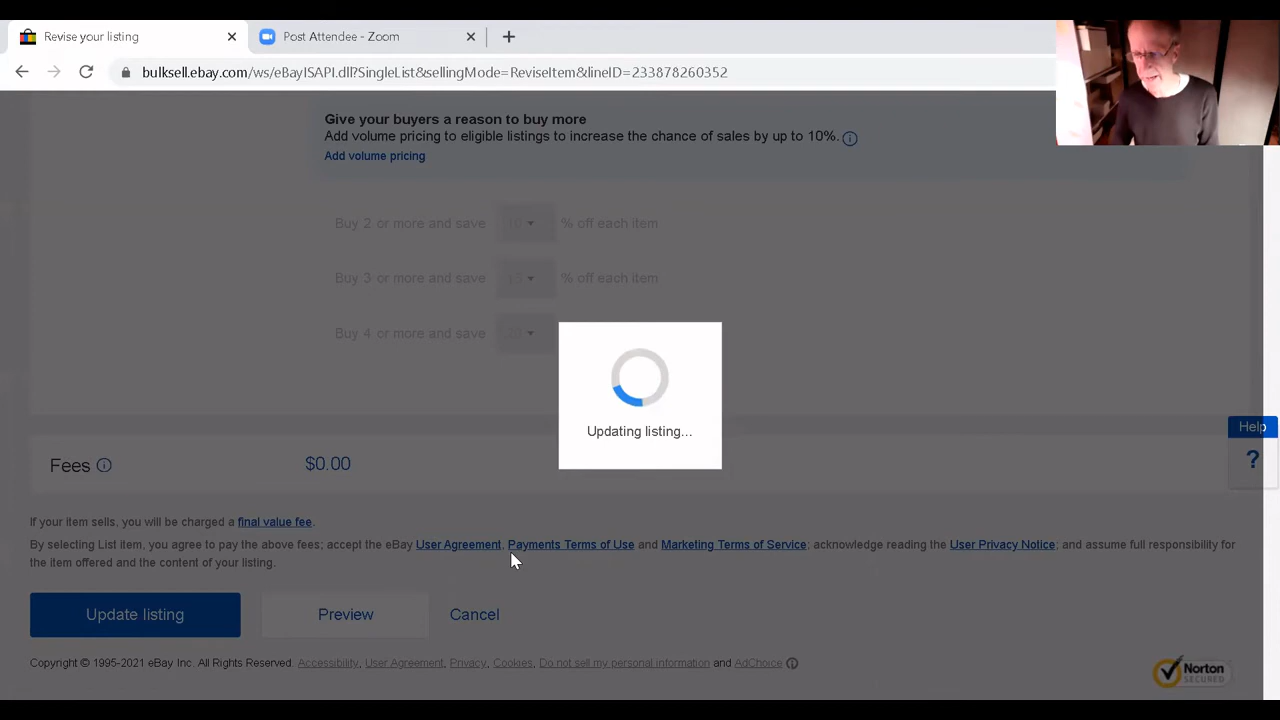 Revise your listing
Post Attendee - Zoom
bulksell.ebay.com/ws/eBayISAPI.dll?SingleList&sellingMode=ReviseItem&lineID=233878260352
Give your buyers a reason to buy more
Add volume pricing to eligible listings to increase the chance of sales by up to 10%.
Add volume pricing
Buy 2 or more and save 10 % off each item
Buy 3 or more and save 15 % off each item
Buy 4 or more and save 20
Updating listing...
Help
?
Fees $0.00
If your item sells, you will be charged a final value fee.
By selecting List item, you agree to pay the above fees; accept the eBay User Agreement, Payments Terms of Use and Marketing Terms of Service; acknowledge reading the User Privacy Notice; and assume full responsibility for
the item offered and the content of your listing.
Update listing Preview Cancel
Copyright © 1995-2021 eBay Inc. All Rights Reserved. Accessibility, User Agreement, Privacy, Cookies, Do not sell my personal information and AdChoice
Norton
SECURED